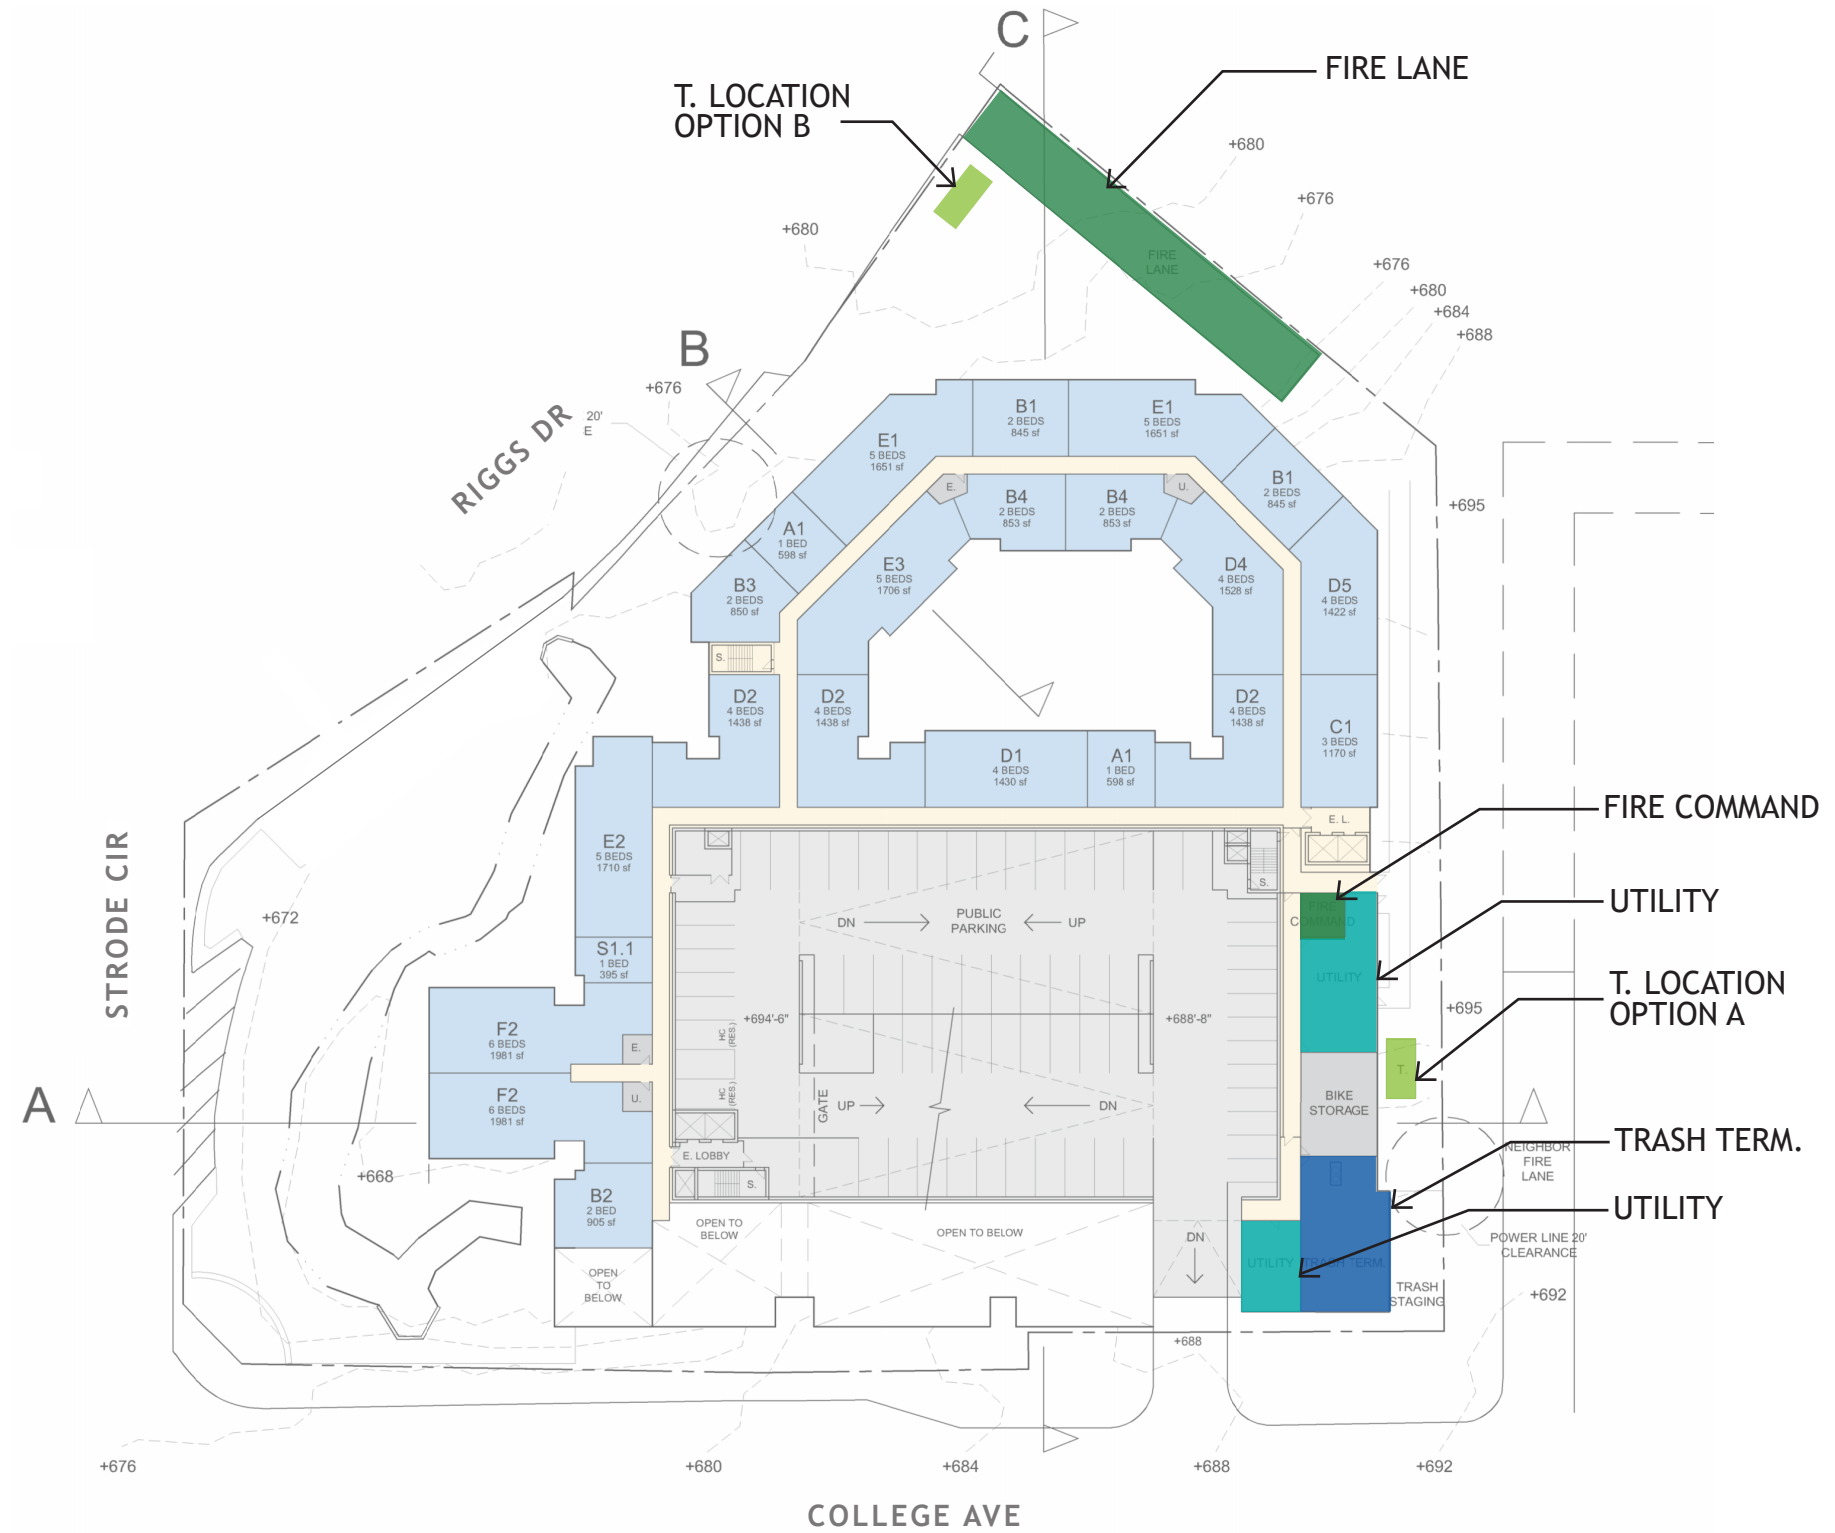 C
FIRE LANE
T. LOCATION
OPTION B
+680
+676
+680
FIRE
LANE
+676
+680
+684
+688
B
+676
20'
E
RIGGS DR
B1
2 BEDS
845 sf
E1
5 BEDS
1651 sf
E1
5 BEDS
1651 sf
B1
2 BEDS
845 sf
E.
B4
2 BEDS
853 sf
B4
2 BEDS
853 sf
U.
+695
A1
1 BED
598 sf
E3
5 BEDS
1706 sf
D4
4 BEDS
1528 sf
D5
4 BEDS
1422 sf
B3
2 BEDS
850 sf
S.
D2
4 BEDS
1438 sf
D2
4 BEDS
1438 sf
D2
4 BEDS
1438 sf
C1
3 BEDS
1170 sf
D1
4 BEDS
1430 sf
A1
1 BED
598 sf
FIRE COMMAND
E. L.
E2
5 BEDS
1710 sf
S.
STRODE CIR
+672
DN
PUBLIC
PARKING
UP
FIRE
COMMAND
UTILITY
S1.1
1 BED
395 sf
UTILITY
T. LOCATION
OPTION A
+694'-6"
+688'-8"
+695
HC
(RES.)
F2
6 BEDS
1981 sf
E.
T.
A
F2
6 BEDS
1981 sf
U.
HC
(RES.)
GATE
UP
DN
BIKE
STORAGE
TRASH TERM.
NEIGHBOR
FIRE
LANE
E. LOBBY
S.
+668
B2
2 BED
905 sf
OPEN TO
BELOW
OPEN TO BELOW
DN
UTILITY
POWER LINE 20'
CLEARANCE
UTILITY
TRASH TERM.
OPEN
TO
BELOW
TRASH
STAGING
+692
+688
+676
+680
+684
+688
+692
COLLEGE AVE